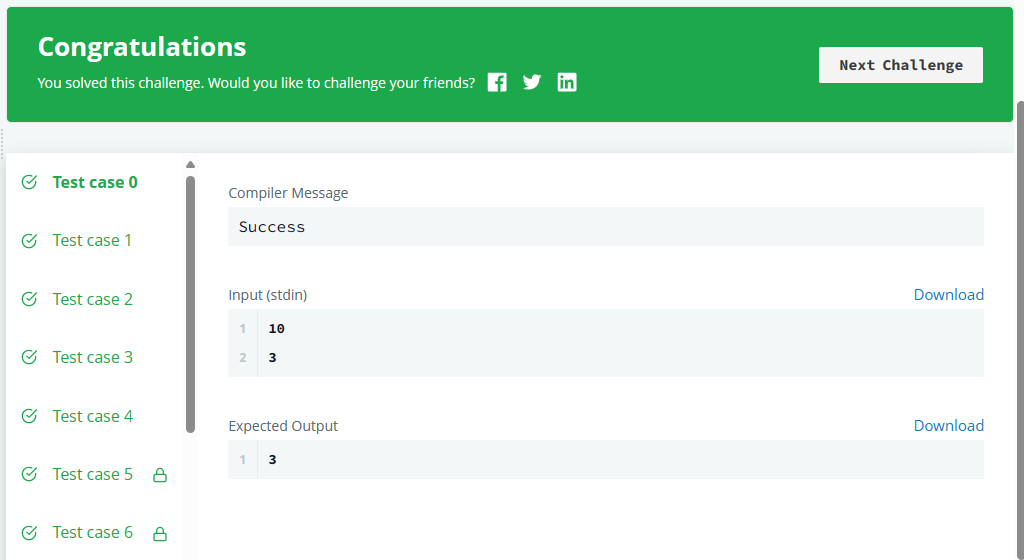 Congratulations
You solved this challenge. Would you like to challenge your friends?
Next Challenge
Test case 0
Test case 1
Test case 2
Test case 3
Test case 4
Test case 5
Test case 6
Compiler Message
Success
Input (stdin)
Download
1 10
2 3
Expected Output
Download
1 3